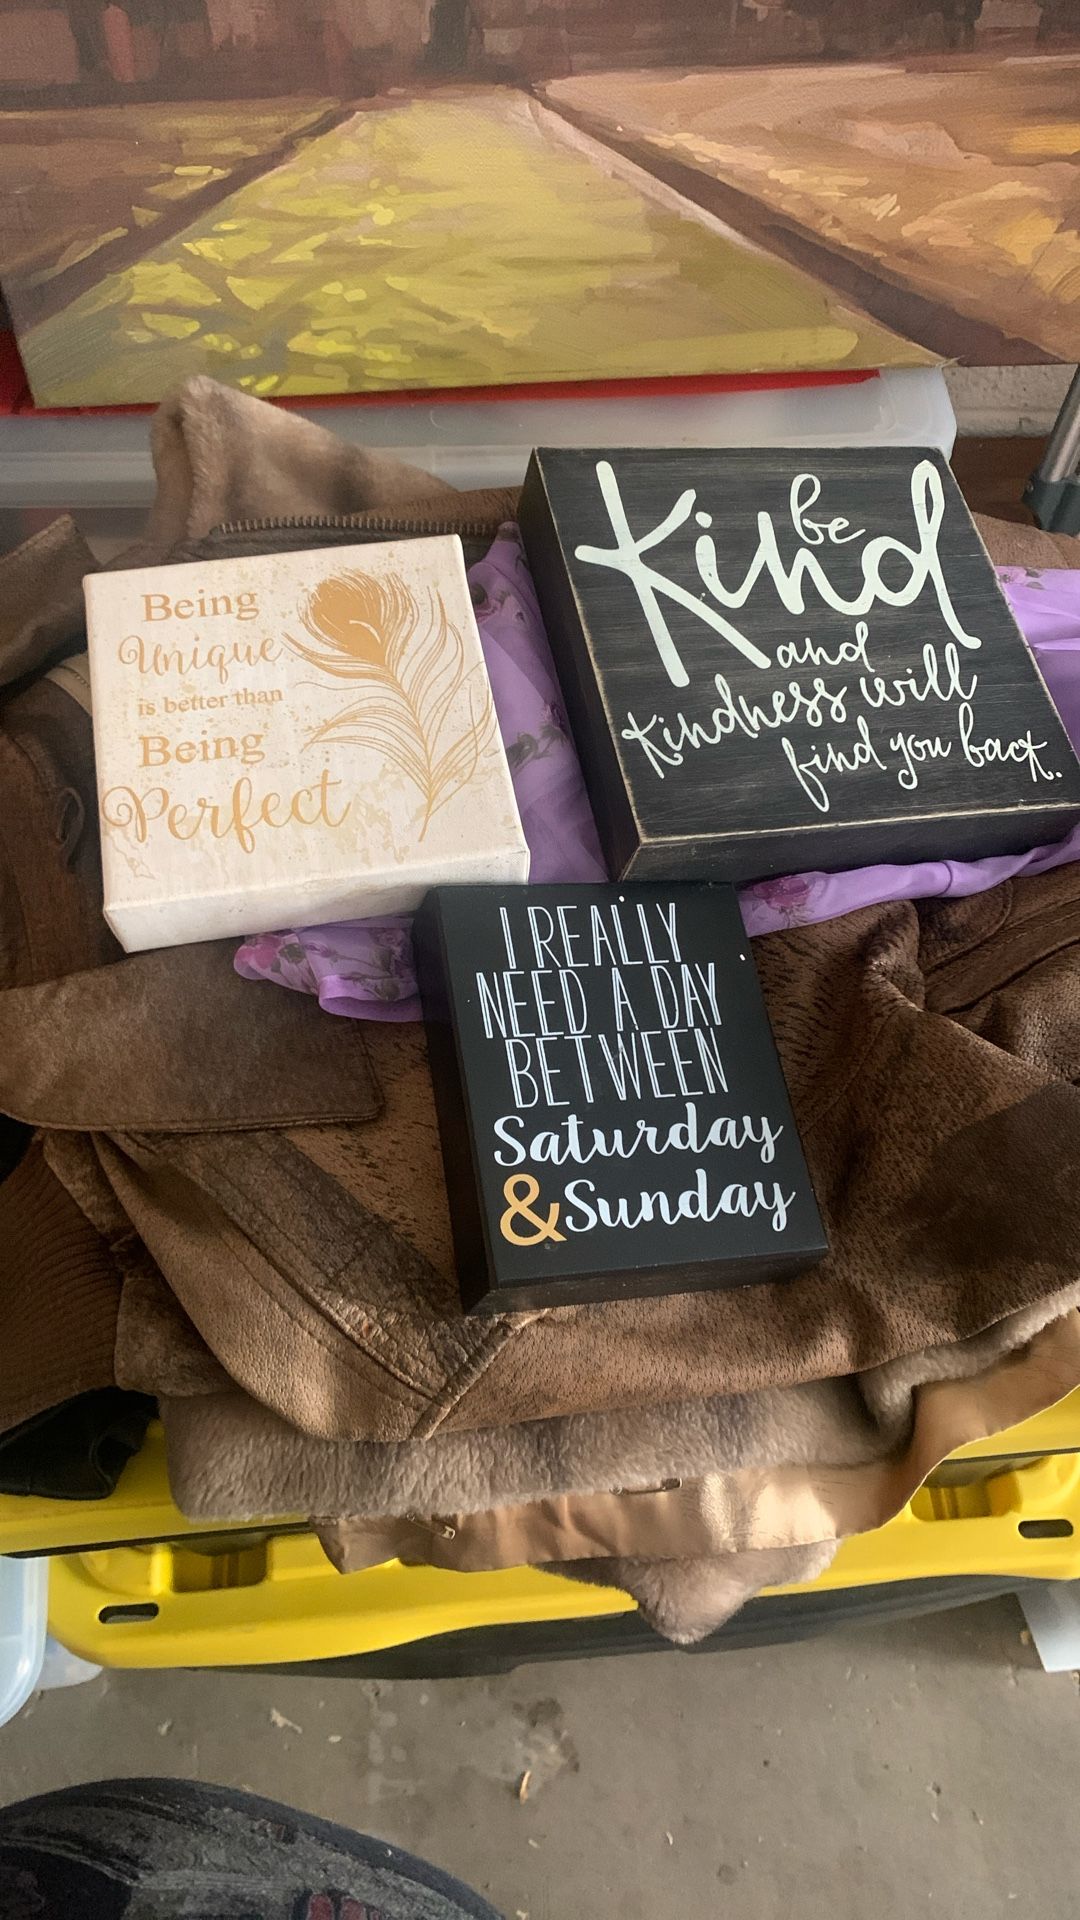 Being
Unique
is better than
Being
Perfect
be
Kind
and
Kindness will
find you back.
I REALLY
NEED A DAY
BETWEEN
Saturday
& Sunday